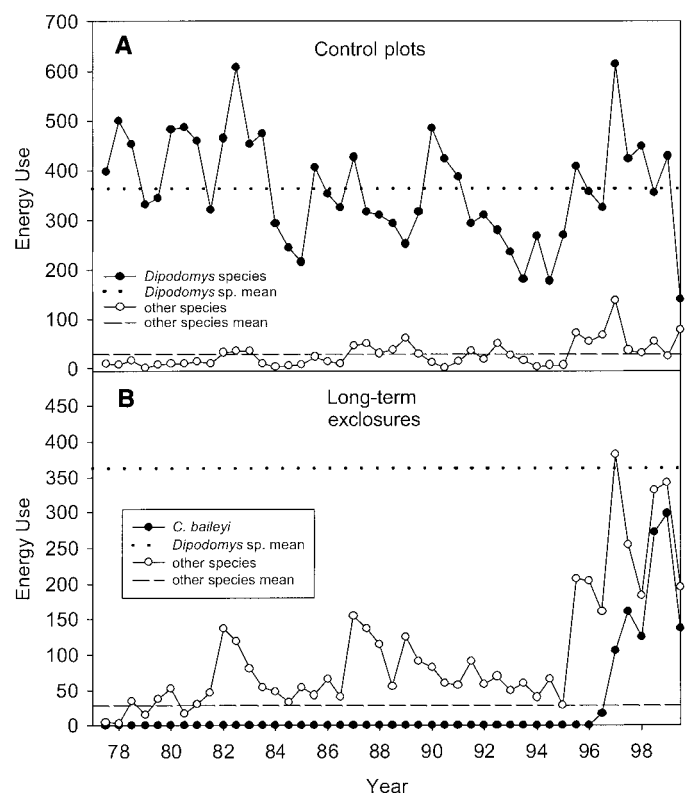 A
Control plots
700
600
500
400
300
200
100
0
Energy Use
Dipodomys species
Dipodomys sp. mean
other species
other species mean
B
Long-term
exclosures
450
400
350
300
250
200
150
100
50
0
Energy Use
C. baileyi
Dipodomys sp. mean
other species
other species mean
78 80 82 84 86 88 90 92 94 96 98
Year